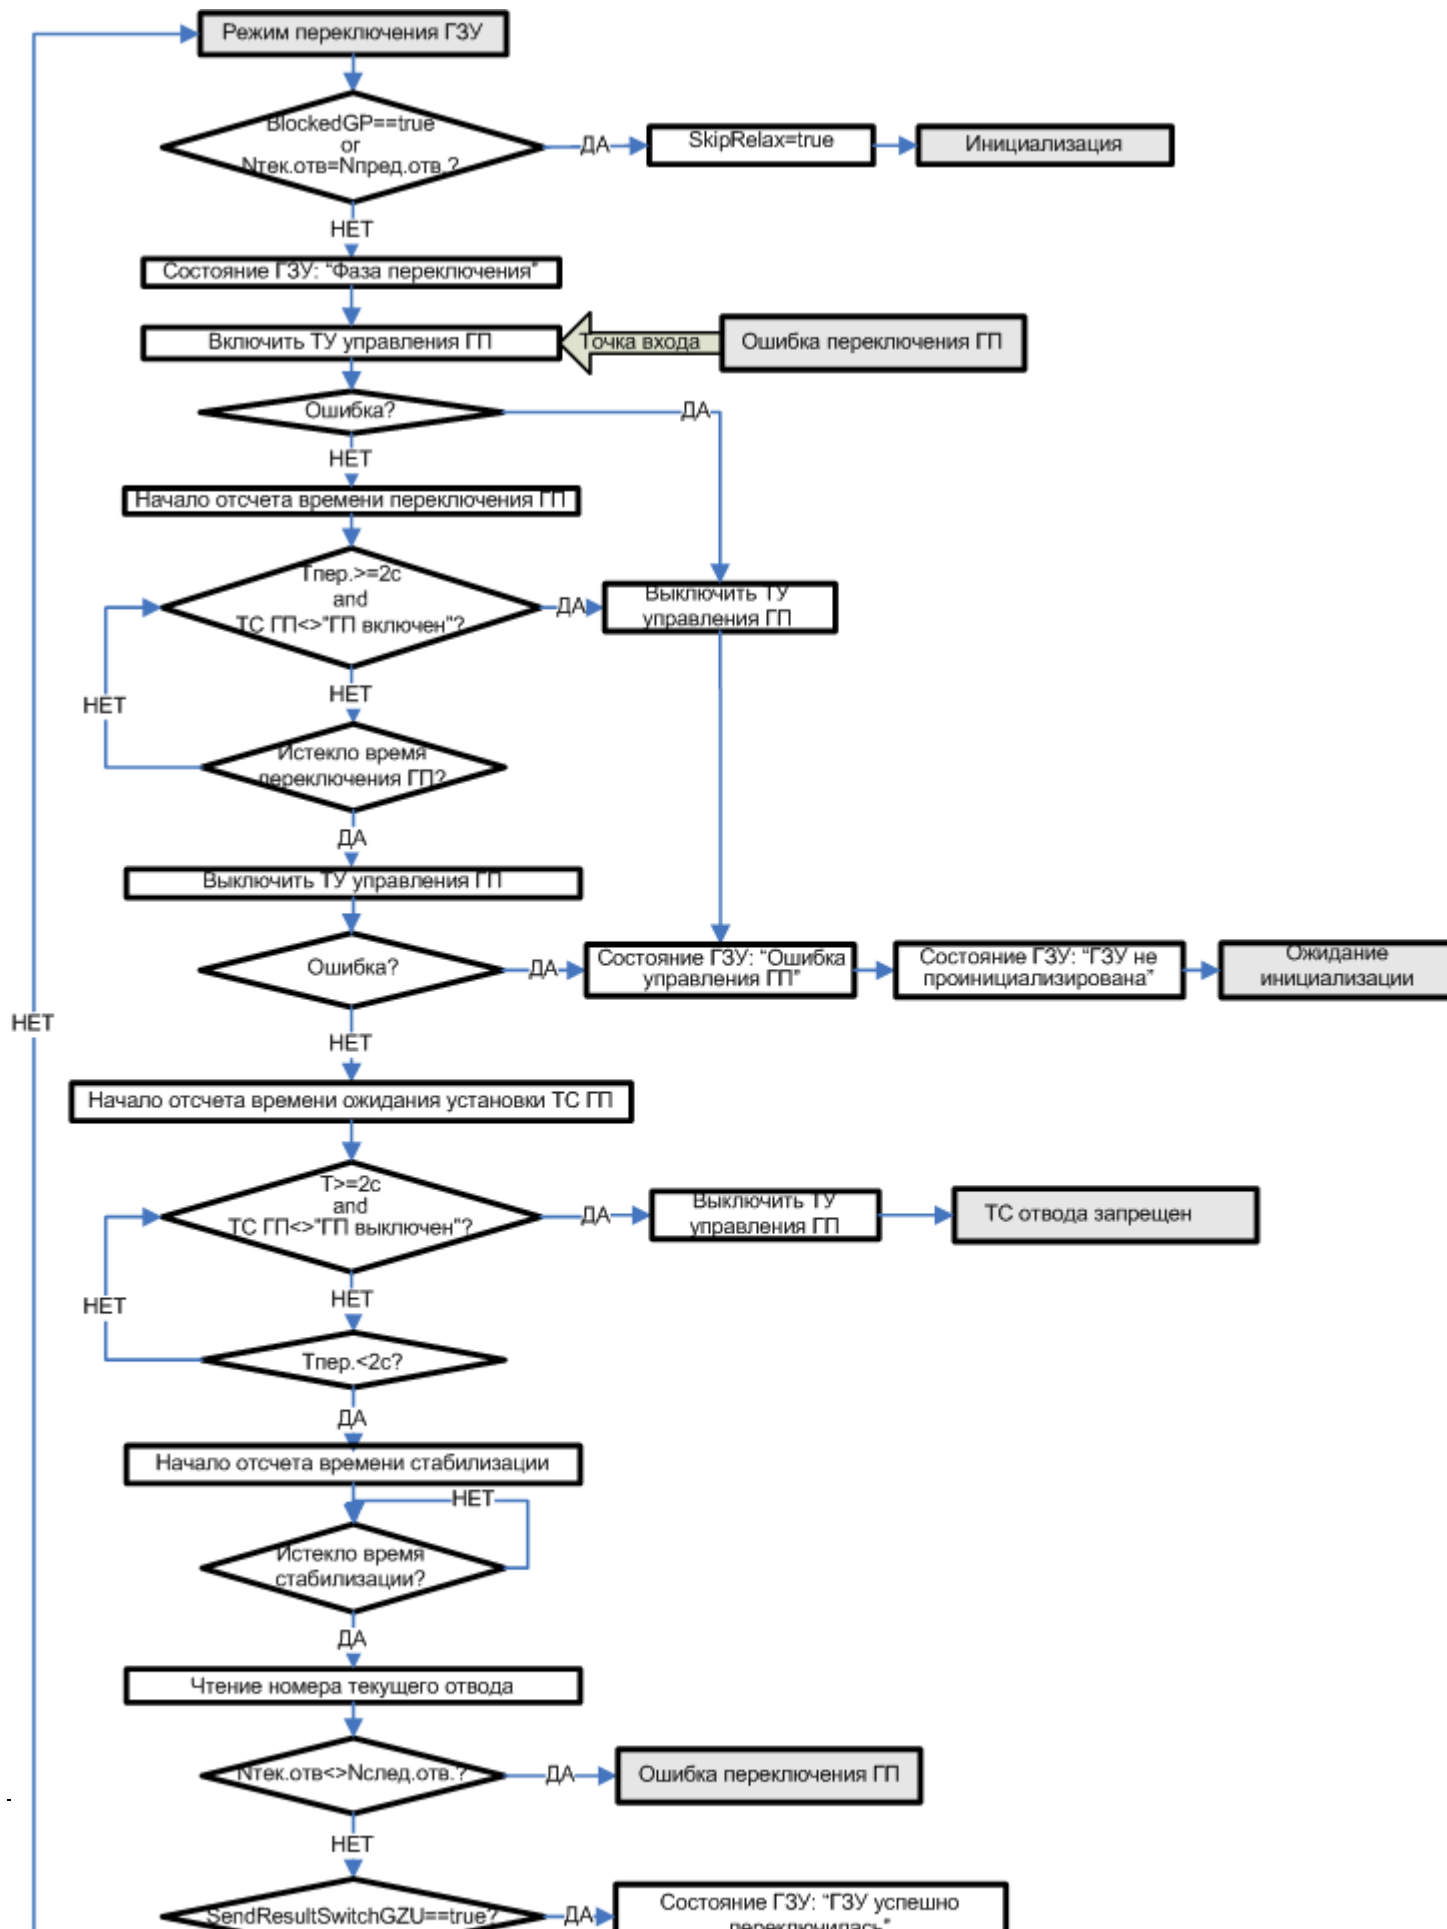 Режим переключения ГЗУ
BlockedGP==true
or
Nтек.отв=Nпред.отв.?
ДА
SkipRelax=true
Инициализация
НЕТ
Состояние ГЗУ: “Фаза переключения”
Включить ТУ управления ГП
Точка входа
Ошибка переключения ГП
Ошибка?
ДА
НЕТ
Начало отсчета времени переключения ГП
Tпер.>=2с
and
ТС ГП<>"ГП включен"?
ДА
Выключить ТУ
управления ГП
НЕТ
НЕТ
Истекло время
переключения ГП?
ДА
Выключить ТУ управления ГП
Ошибка?
ДА
Состояние ГЗУ: “Ошибка
управления ГП”
Состояние ГЗУ: “ГЗУ не
проинициализирована”
Ожидание
инициализации
НЕТ
НЕТ
Начало отсчета времени ожидания установки ТС ГП
T>=2с
and
ТС ГП<>"ГП выключен"?
ДА
Выключить ТУ
управления ГП
ТС отвода запрещен
НЕТ
НЕТ
Тпер.<2с?
ДА
Начало отсчета времени стабилизации
НЕТ
Истекло время
стабилизации?
ДА
Чтение номера текущего отвода
Nтек.отв<>Nслед.отв.?
ДА
Ошибка переключения ГП
НЕТ
SendResultSwitchGZU==true?
ДА
Состояние ГЗУ: “ГЗУ успешно
переключилась”